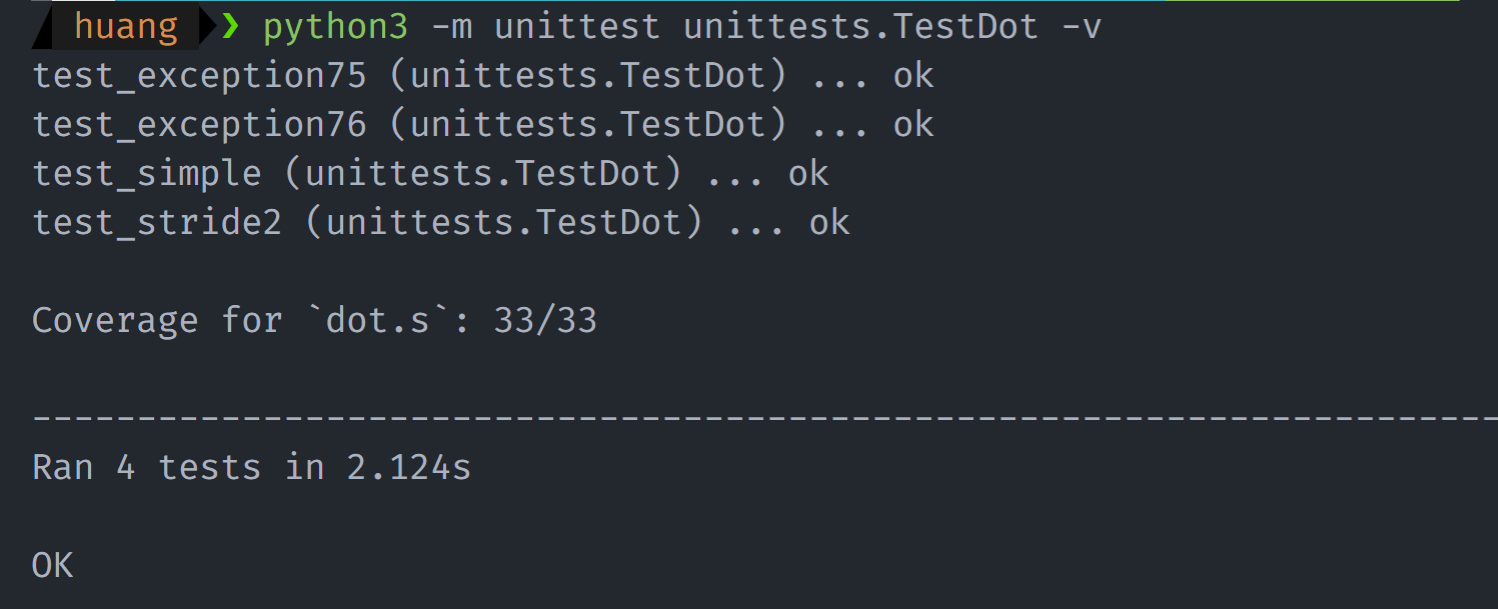 huang ❯ python3 -m unittest unittests.TestDot -v
test_exception75 (unittests.TestDot) ... ok
test_exception76 (unittests.TestDot) ... ok
test_simple (unittests.TestDot) ... ok
test_stride2 (unittests.TestDot) ... ok
Coverage for `dot.s`: 33/33
----------------------------------------------------------------------
Ran 4 tests in 2.124s
OK